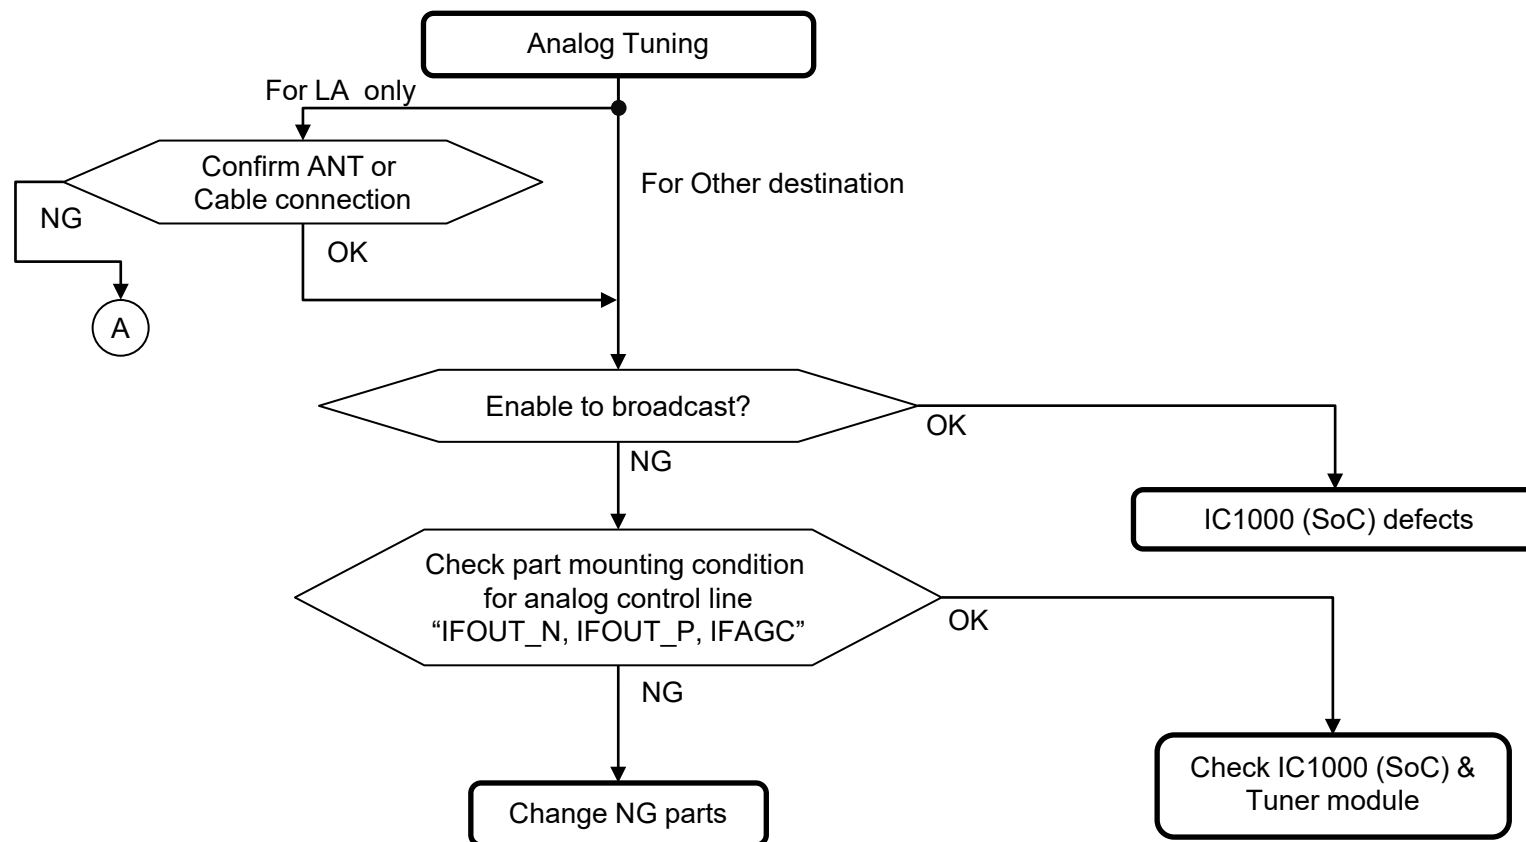 Analog Tuning
For LA  only
Confirm ANT or
Cable connection
For Other destination
NG
OK
A
Enable to broadcast?
OK
NG
IC1000 (SoC) defects
Check part mounting condition
for analog control line
“IFOUT_N, IFOUT_P, IFAGC”
OK
NG
Check IC1000 (SoC) &
Tuner module
Change NG parts